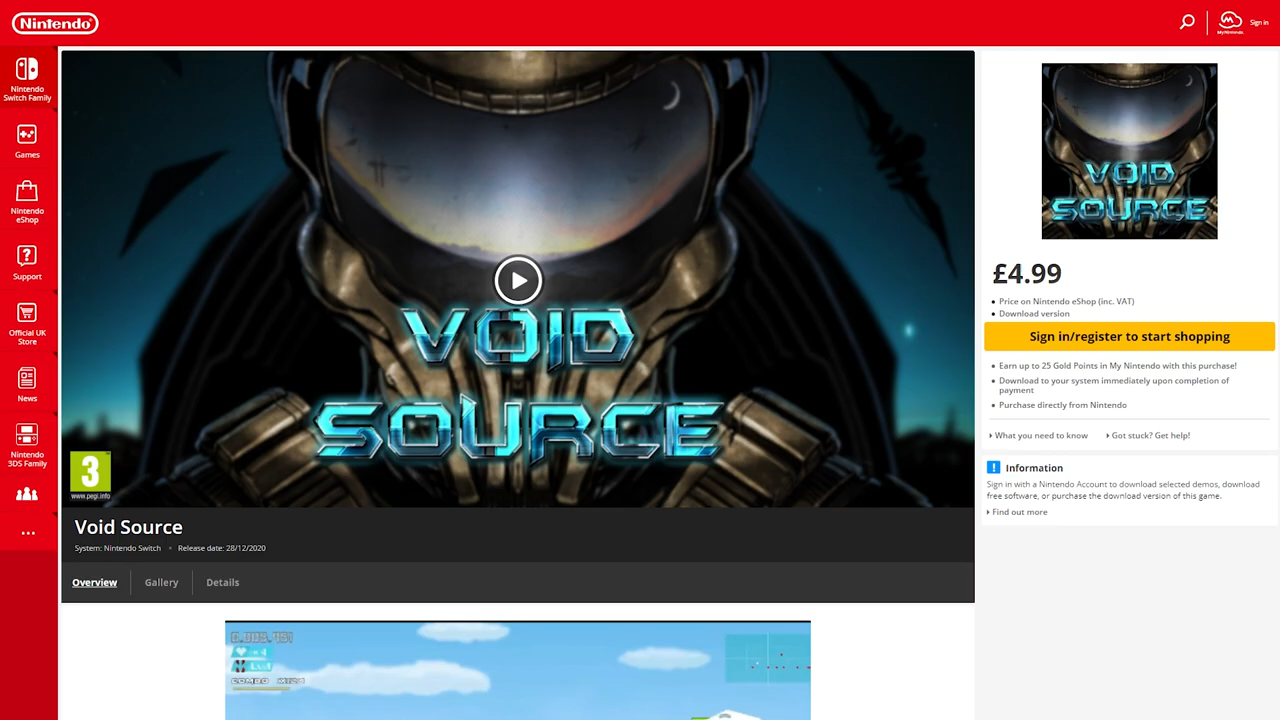 Nintendo
Sign in
My Nintendo
Nintendo
Switch Family
Games
Nintendo
eShop
Support
Official UK
Store
News
Nintendo
3DS Family
VOID
SOURCE
3
www.pegi.info
Void Source
System: Nintendo Switch • Release date: 28/12/2020
Overview
Gallery
Details
COMBO
VOID
SOURCE
£4.99
• Price on Nintendo eShop (inc. VAT)
• Download version
Sign in/register to start shopping
• Earn up to 25 Gold Points in My Nintendo with this purchase!
• Download to your system immediately upon completion of
payment
• Purchase directly from Nintendo
What you need to know
Got stuck? Get help!
! Information
Sign in with a Nintendo Account to download selected demos, download
free software, or purchase the download version of this game.
Find out more